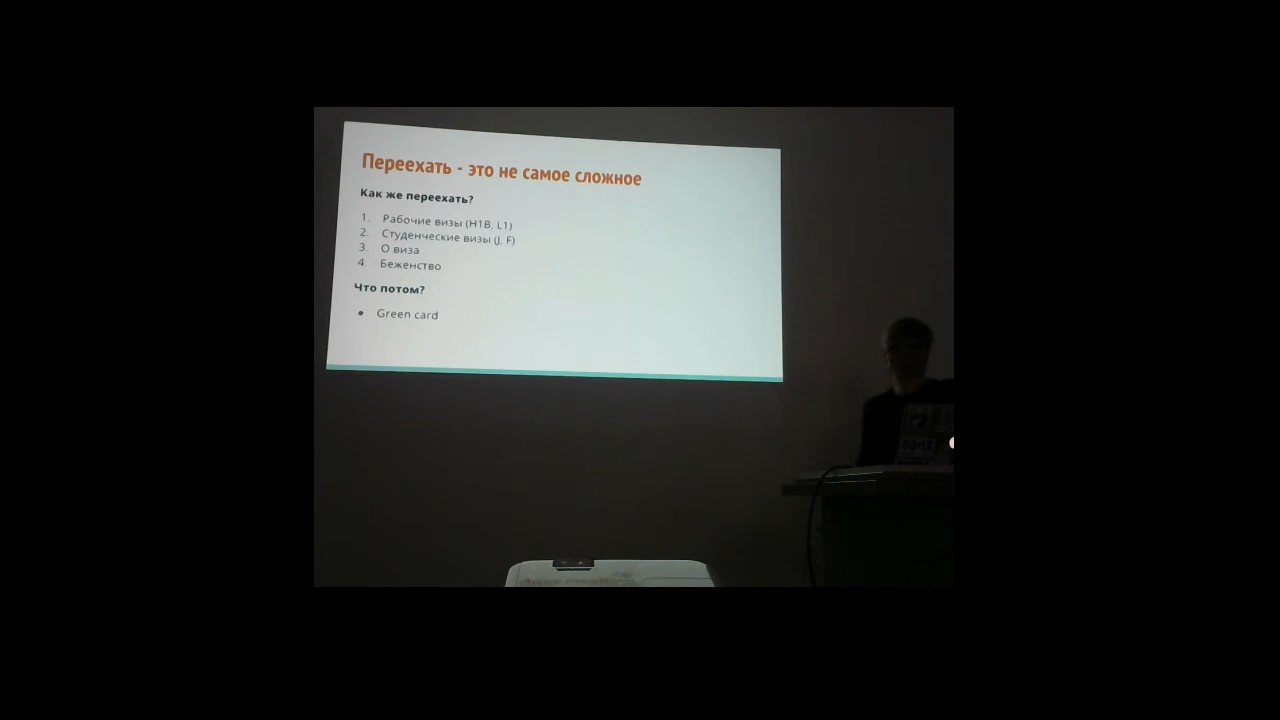 Переехать - это не самое сложное
Как же переехать?
1. Рабочие визы (H1B, L1)
2. Студенческие визы (J, F)
3. О виза
4. Беженство
Что потом?
● Green card